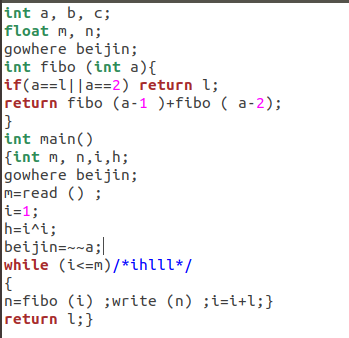 int a, b, c;
float m, n;
gowhere beijin;
int fibo (int a){
if(a==l||a==2) return l;
return fibo (a-1 )+fibo ( a-2);
}
int main()
{int m, n,i,h;
gowhere beijin;
m=read () ;
i=1;
h=i^i;
beijin=~~a;
while (i<=m)/*ihlll*/
{
n=fibo (i) ;write (n) ;i=i+l;}
return l;}